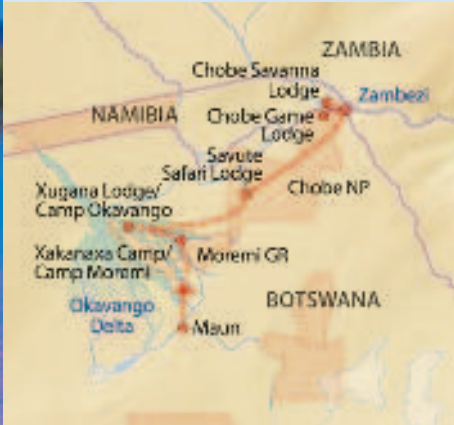 ZAMBIA
Chobe Savanna
Lodge
Zambezi
NAMIBIA
Chobe Game
Lodge
Savute
Safari Lodge
Chobe NP
Xugana Lodge/
Camp Okavango
Xakanaxa Camp/
Camp Moremi
Moremi GR
Okavango
Delta
BOTSWANA
Maun